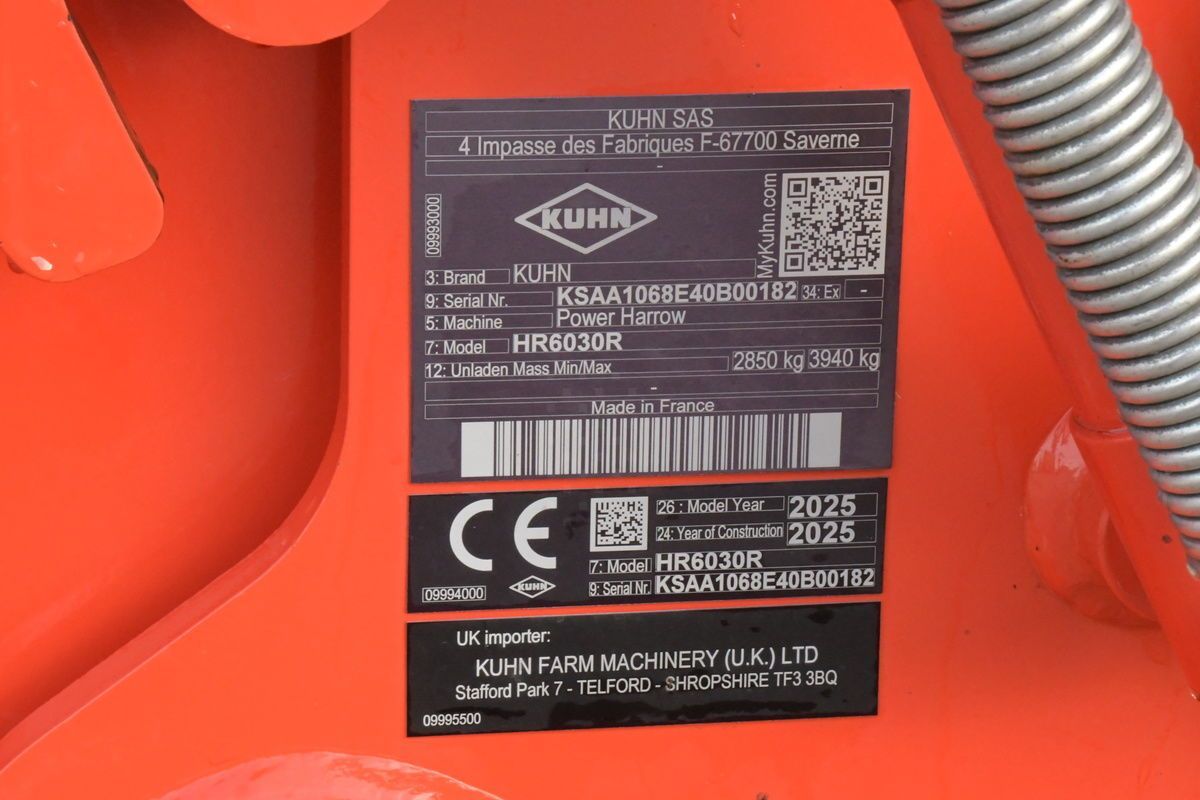 KUHN SAS
4 Impasse des Fabriques F-67700 Saverne
-
09993000
KUHN
MyKuhn.com
3: Brand KUHN
9: Serial Nr. KSAA1068E40B00182 34: Ex -
5: Machine Power Harrow
7: Model HR6030R
12: Unladen Mass Min/Max 2850 kg 3940 kg
-
Made in France
CE
26 : Model Year 2025
24: Year of Construction 2025
7: Model HR6030R
9: Serial Nr. KSAA1068E40B00182
09994000
KUHN
UK importer:
KUHN FARM MACHINERY (U.K.) LTD
Stafford Park 7 - TELFORD - SHROPSHIRE TF3 3BQ
09995500